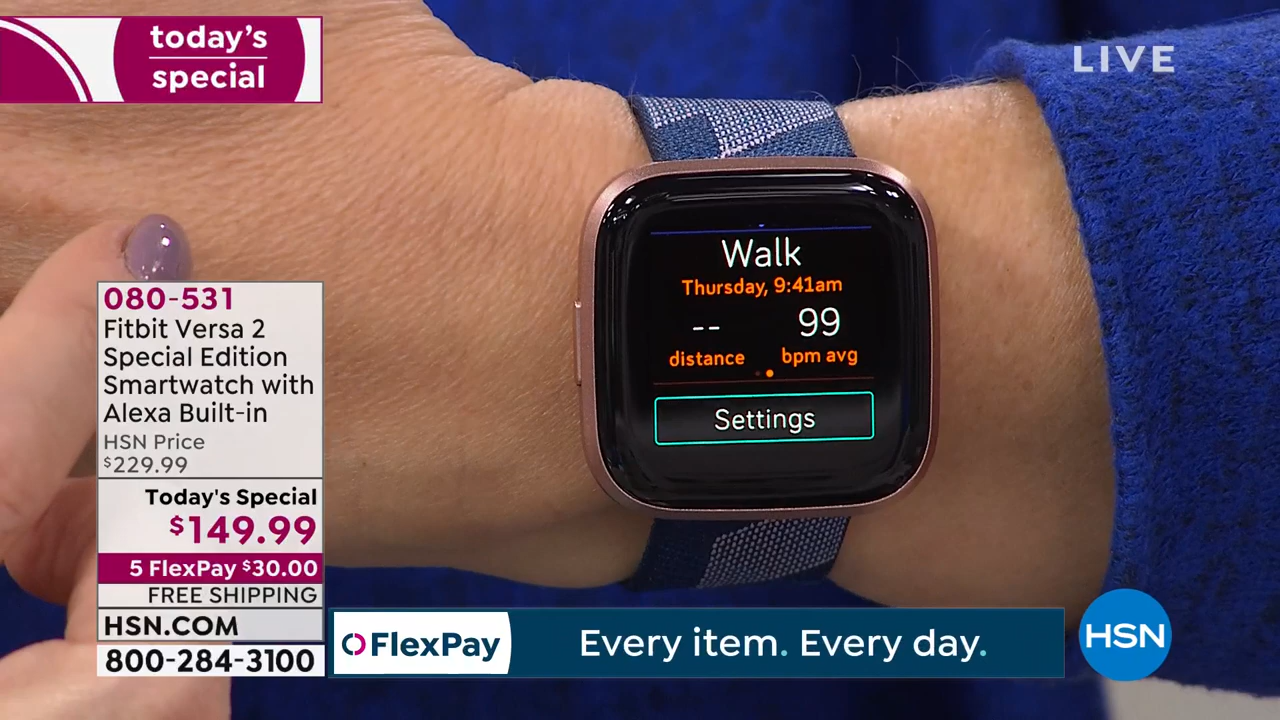 today's
special
LIVE
080-531
Fitbit Versa 2
Special Edition
Smartwatch with
Alexa Built-in
HSN Price
$229.99
Today's Special
$149.99
5 FlexPay $30.00
FREE SHIPPING
HSN.COM
800-284-3100
Walk
Thursday, 9:41am
-- 99
distance bpm avg
Settings
FlexPay Every item. Every day.
HSN